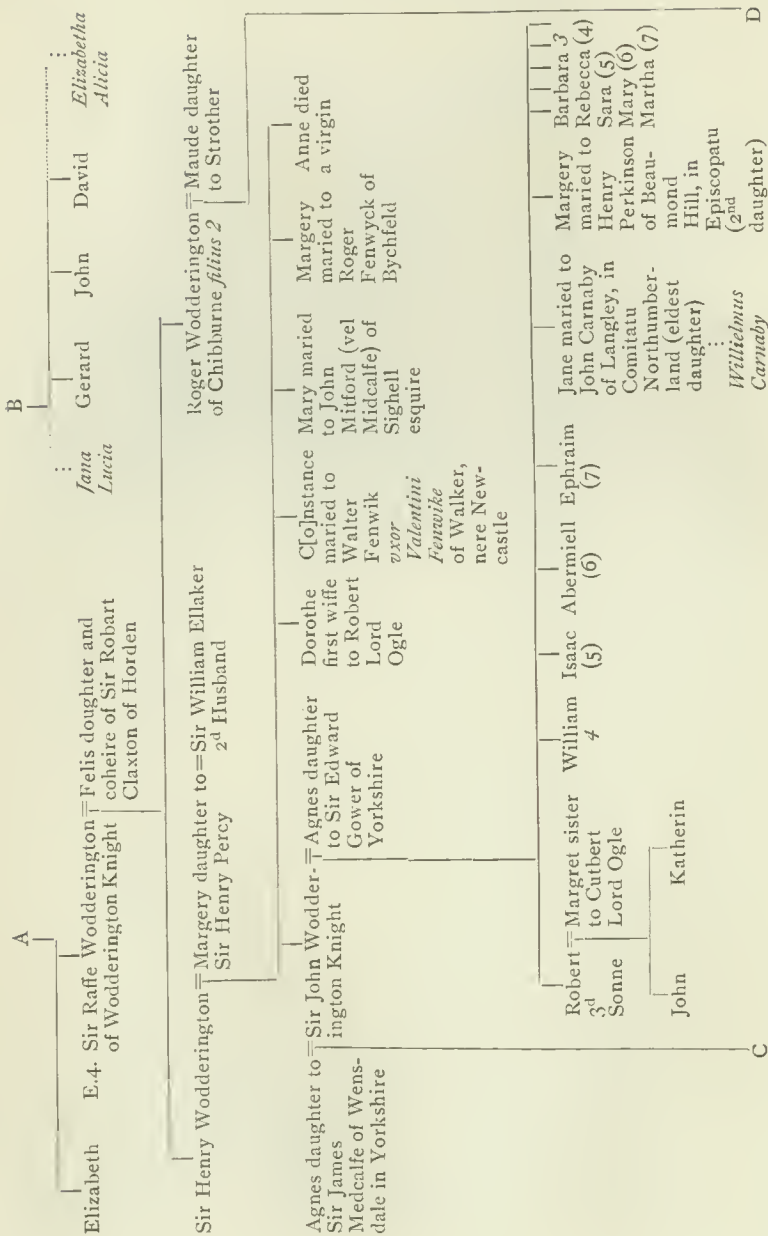 A
B
Elizabeth
E.4. Sir Raffe Wodderington = Felis doughter and
of Wodderington Knight
coheire of Sir Robart
Claxton of Horden
Jana
Lucia
Gerard
John
David
Elizabetha
Alicia
Sir Henry Wodderington = Margery daughter to = Sir William Ellaker
Sir Henry Percy
2d Husband
Roger Wodderington = Maude daughter
of Chibburne filius 2
to Strother
Agnes daughter to = Sir John Wodder- = Agnes daughter
Sir James
ington Knight
to Sir Edward
Medcalfe of Wens-
Gower of
dale in Yorkshire
Yorkshire
Dorothe
first wiffe
to Robert
Lord
Ogle
C[o]nstance
maried to
Walter
Fenwik
vxor
Valentini
Fenwike
of Walker,
nere New-
castle
Mary maried
to John
Mitford (vel
Midcalfe) of
Sighell
esquire
Margery
maried to
Roger
Fenwyck of
Bychfeld
Anne died
a virgin
C
D
Robert = Margret sister
3d
to Cutbert
Sonne
Lord Ogle
John
Katherin
William
4
Isaac
(5)
Abermiell
(6)
Ephraim
(7)
Jane maried to
John Carnaby
of Langley, in
Comitatu
Northumber-
land (eldest
daughter)
Willielmus
Carnaby
Margery
maried to
Henry
Perkinson
of Beau-
mond
Hill, in
Episcopatu
(2nd
daughter)
Barbara 3
Rebecca (4)
Sara (5)
Mary (6)
Martha (7)